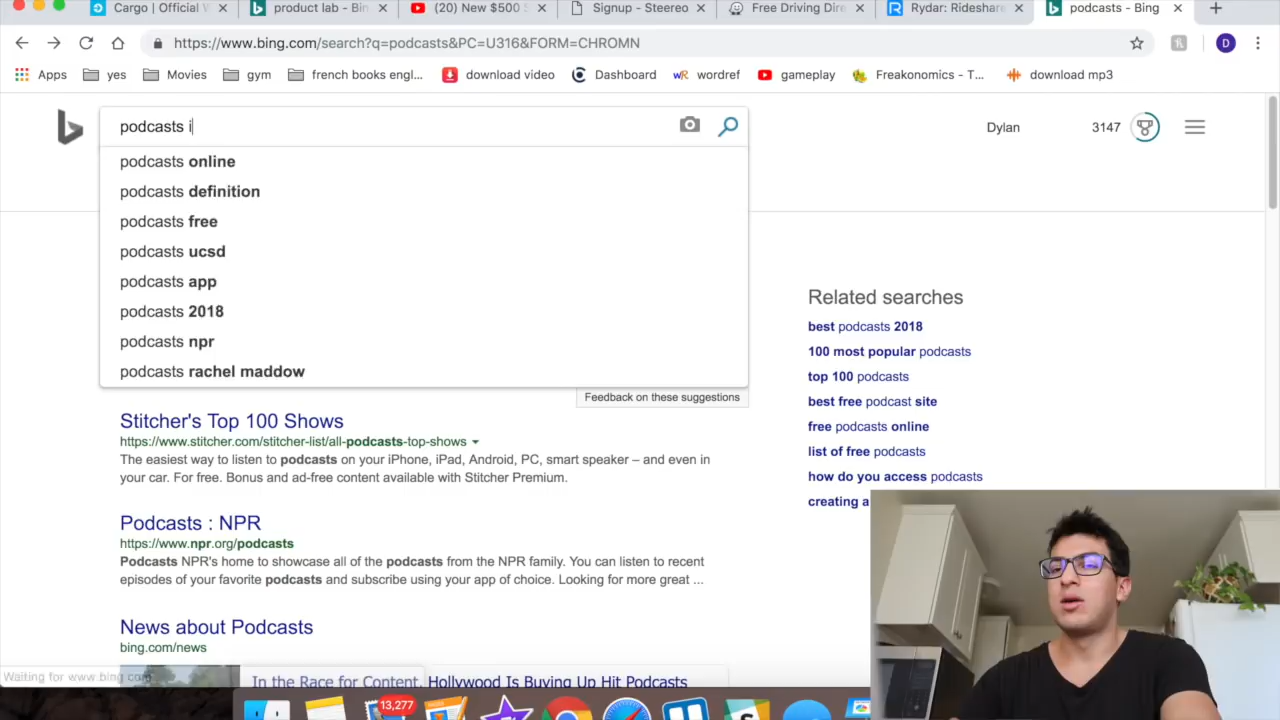 Cargo | Official
product lab - Bin
(20) New $500
Signup - Steereo
Free Driving Dire
Rydar: Rideshare
podcasts - Bing
https://www.bing.com/search?q=podcasts&PC=U316&FORM=CHROMN
D
Apps
yes
Movies
gym
french books engl...
download video
Dashboard
wR wordref
gameplay
Freakonomics - T...
download mp3
podcasts i
Dylan
3147
podcasts online
podcasts definition
podcasts free
podcasts ucsd
podcasts app
podcasts 2018
podcasts npr
podcasts rachel maddow
Feedback on these suggestions
Stitcher's Top 100 Shows
https://www.stitcher.com/stitcher-list/all-podcasts-top-shows
The easiest way to listen to podcasts on your iPhone, iPad, Android, PC, smart speaker – and even in
your car. For free. Bonus and ad-free content available with Stitcher Premium.
Podcasts : NPR
https://www.npr.org/podcasts
Podcasts NPR's home to showcase all of the podcasts from the NPR family. You can listen to recent
episodes of your favorite podcasts and subscribe using your app of choice. Looking for more great ...
News about Podcasts
bing.com/news
In the Race for Content, Hollywood Is Buying Up Hit Podcasts
Waiting for www.bing.com...
Related searches
best podcasts 2018
100 most popular podcasts
top 100 podcasts
best free podcast site
free podcasts online
list of free podcasts
how do you access podcasts
creating a
13,277